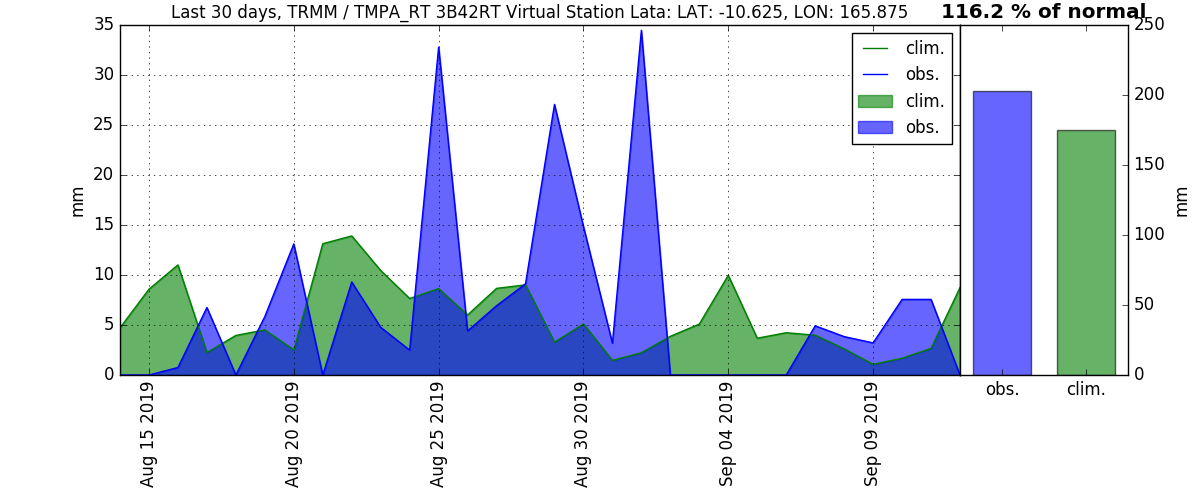 Last 30 days, TRMM / TMPA_RT 3B42RT Virtual Station Lata: LAT: -10.625, LON: 165.875
116.2 % of normal
35
30
25
20
15
10
5
0
mm
clim.
obs.
clim.
obs.
Aug 15 2019
Aug 20 2019
Aug 25 2019
Aug 30 2019
Sep 04 2019
Sep 09 2019
250
200
150
100
50
0
mm
obs.
clim.